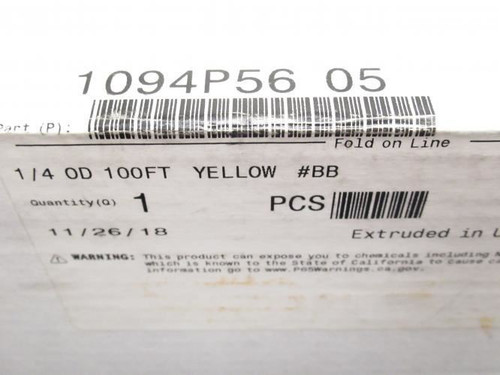 1094P56 05
Part (P):
Fold on Line
1/4 OD 100FT YELLOW #BB
Quantity(Q) 1 PCS
11/26/18 Extruded in
WARNING: This product can expose you to chemicals including
which is known to the State of California to cause
information go to www.P65Warnings.ca.gov.